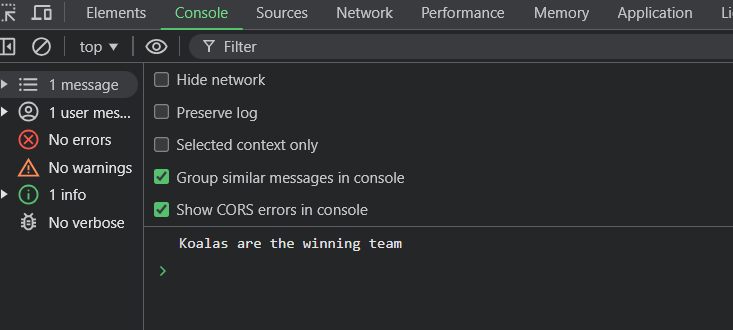 Elements Console Sources Network Performance Memory Application
top Filter
1 message
1 user mes...
No errors
No warnings
1 info
No verbose
Hide network
Preserve log
Selected context only
Group similar messages in console
Show CORS errors in console
Koalas are the winning team